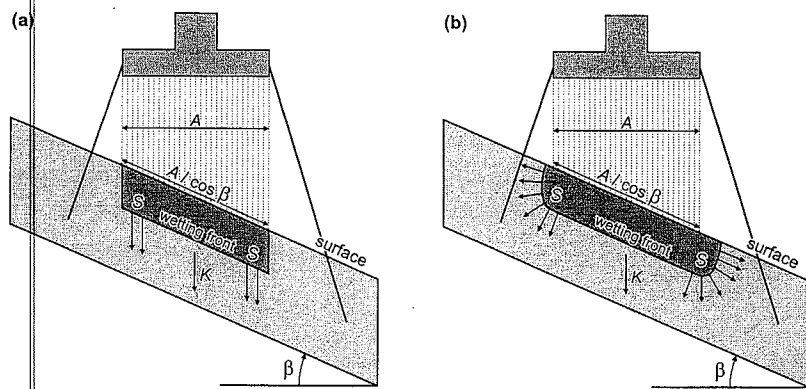 (a)
A
A / cos β
S
wetting front
S
surface
K
β
(b)
A
A / cos β
S
wetting front
S
surface
K
β